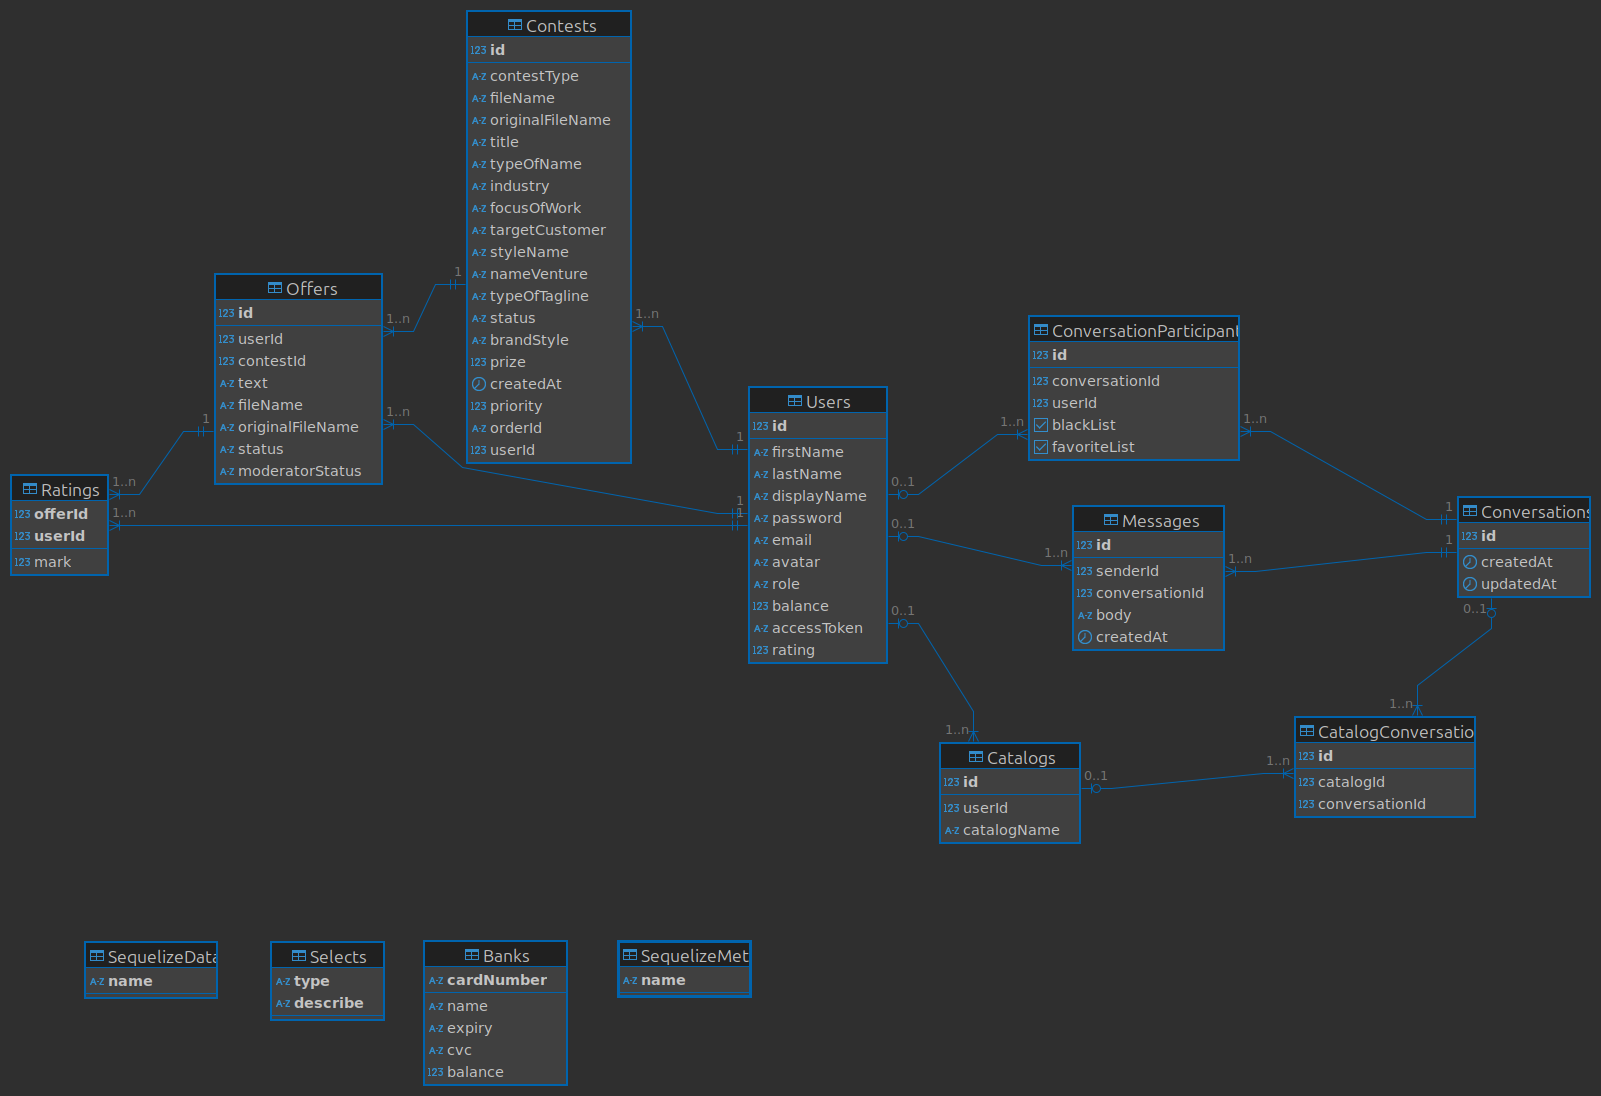 Contests
123 id
A-Z contestType
A-Z fileName
A-Z originalFileName
A-Z title
A-Z typeOfName
A-Z industry
A-Z focusOfWork
A-Z targetCustomer
A-Z styleName
A-Z nameVenture
A-Z typeOfTagline
A-Z status
A-Z brandStyle
123 prize
createdAt
123 priority
A-Z orderId
123 userId
Offers
123 id
123 userId
123 contestId
A-Z text
A-Z fileName
A-Z originalFileName
A-Z status
A-Z moderatorStatus
Ratings
123 offerId
123 userId
123 mark
Users
123 id
A-Z firstName
A-Z lastName
A-Z displayName
A-Z password
A-Z email
A-Z avatar
A-Z role
123 balance
A-Z accessToken
123 rating
ConversationParticipant
123 id
123 conversationId
123 userId
blackList
favoriteList
Messages
123 id
123 senderId
123 conversationId
A-Z body
createdAt
Conversations
123 id
createdAt
updatedAt
Catalogs
123 id
123 userId
A-Z catalogName
CatalogConversatio
123 id
123 catalogId
123 conversationId
SequelizeData
A-Z name
Selects
A-Z type
A-Z describe
Banks
A-Z cardNumber
A-Z name
A-Z expiry
A-Z cvc
123 balance
SequelizeMet
A-Z name
1
1..n
1..n
1
1..n
1..n
1..n
1
1
1
0..1
1..n
0..1
1..n
0..1
1..n
1..n
1
1..n
1
0..1
1..n
0..1
1..n